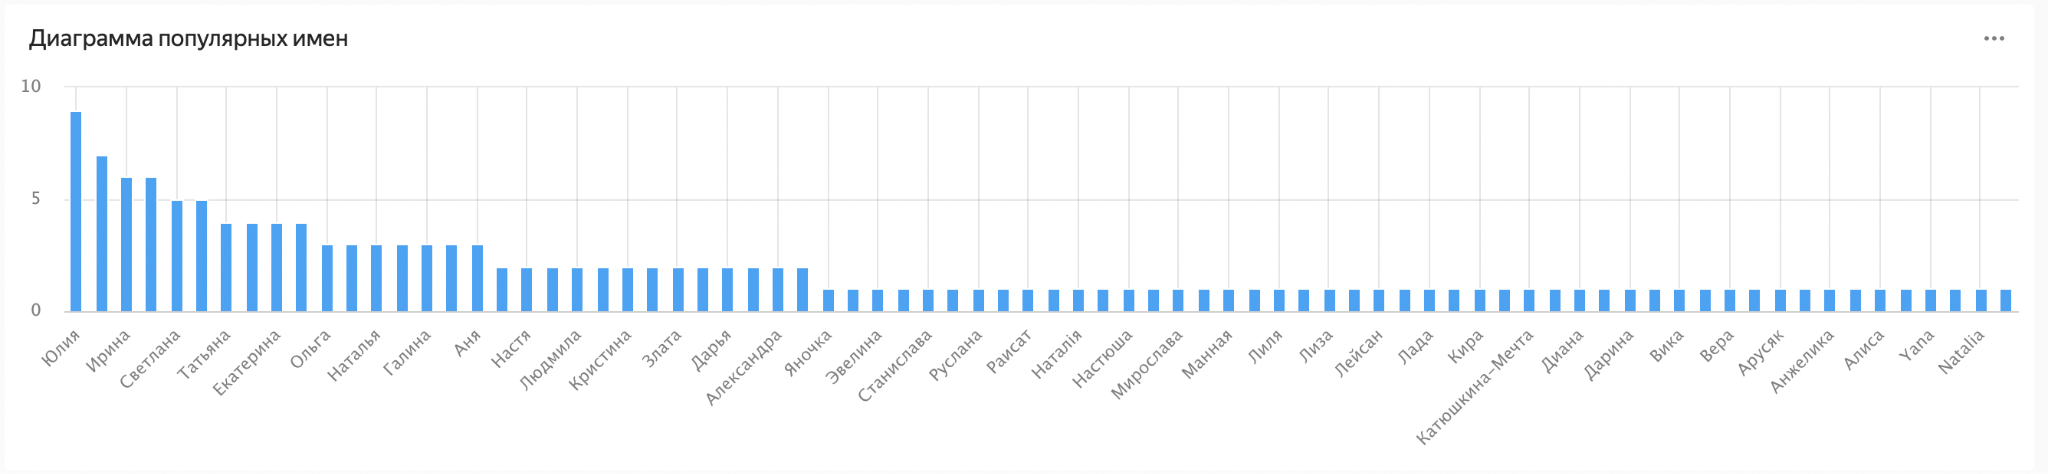 Диаграмма популярных имен
10
5
0
Юлия
Ирина
Светлана
Татьяна
Екатерина
Ольга
Наталья
Галина
Аня
Настя
Людмила
Кристина
Злата
Дарья
Александра
Яночка
Эвелина
Станислава
Руслана
Раисат
Наталія
Настюша
Мирослава
Манная
Лиля
Лиза
Лейсан
Лада
Кира
Катюшкина-Мечта
Диана
Дарина
Вика
Вера
Арусяк
Анжелика
Алиса
Yana
Natalia